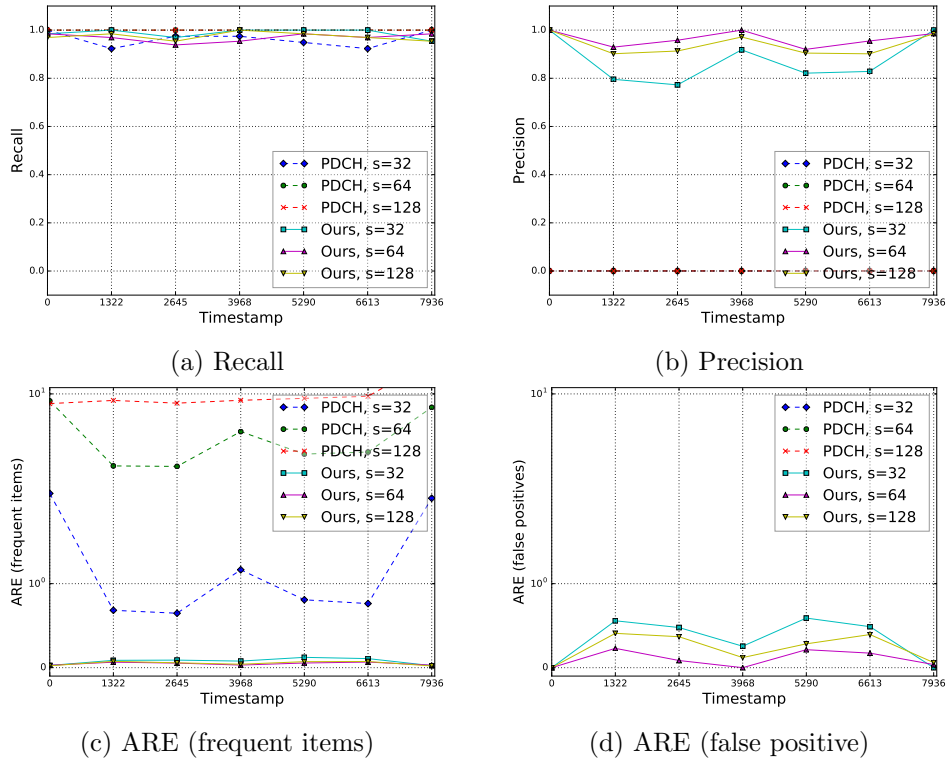 Recall
1.0
0.8
0.6
0.4
0.2
0.0
PDCH, s=32
PDCH, s=64
PDCH, s=128
Ours, s=32
Ours, s=64
Ours, s=128
0 1322 2645 3968 5290 6613 7936
Timestamp
(a) Recall
Precision
1.0
0.8
0.6
0.4
0.2
0.0
PDCH, s=32
PDCH, s=64
PDCH, s=128
Ours, s=32
Ours, s=64
Ours, s=128
0 1322 2645 3968 5290 6613 7936
Timestamp
(b) Precision
ARE (frequent items)
10¹
10⁰
0
PDCH, s=32
PDCH, s=64
PDCH, s=128
Ours, s=32
Ours, s=64
Ours, s=128
0 1322 2645 3968 5290 6613 7936
Timestamp
(c) ARE (frequent items)
ARE (false positives)
10¹
10⁰
0
PDCH, s=32
PDCH, s=64
PDCH, s=128
Ours, s=32
Ours, s=64
Ours, s=128
0 1322 2645 3968 5290 6613 7936
Timestamp
(d) ARE (false positive)